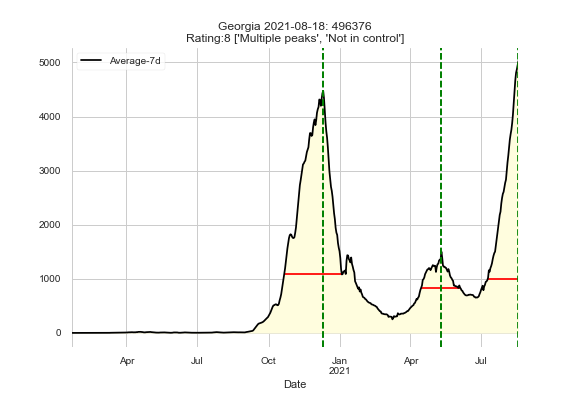 Georgia 2021-08-18: 496376
Rating:8 ['Multiple peaks', 'Not in control']
Average-7d
5000
4000
3000
2000
1000
0
Apr
Jul
Oct
Jan
2021
Apr
Jul
Date